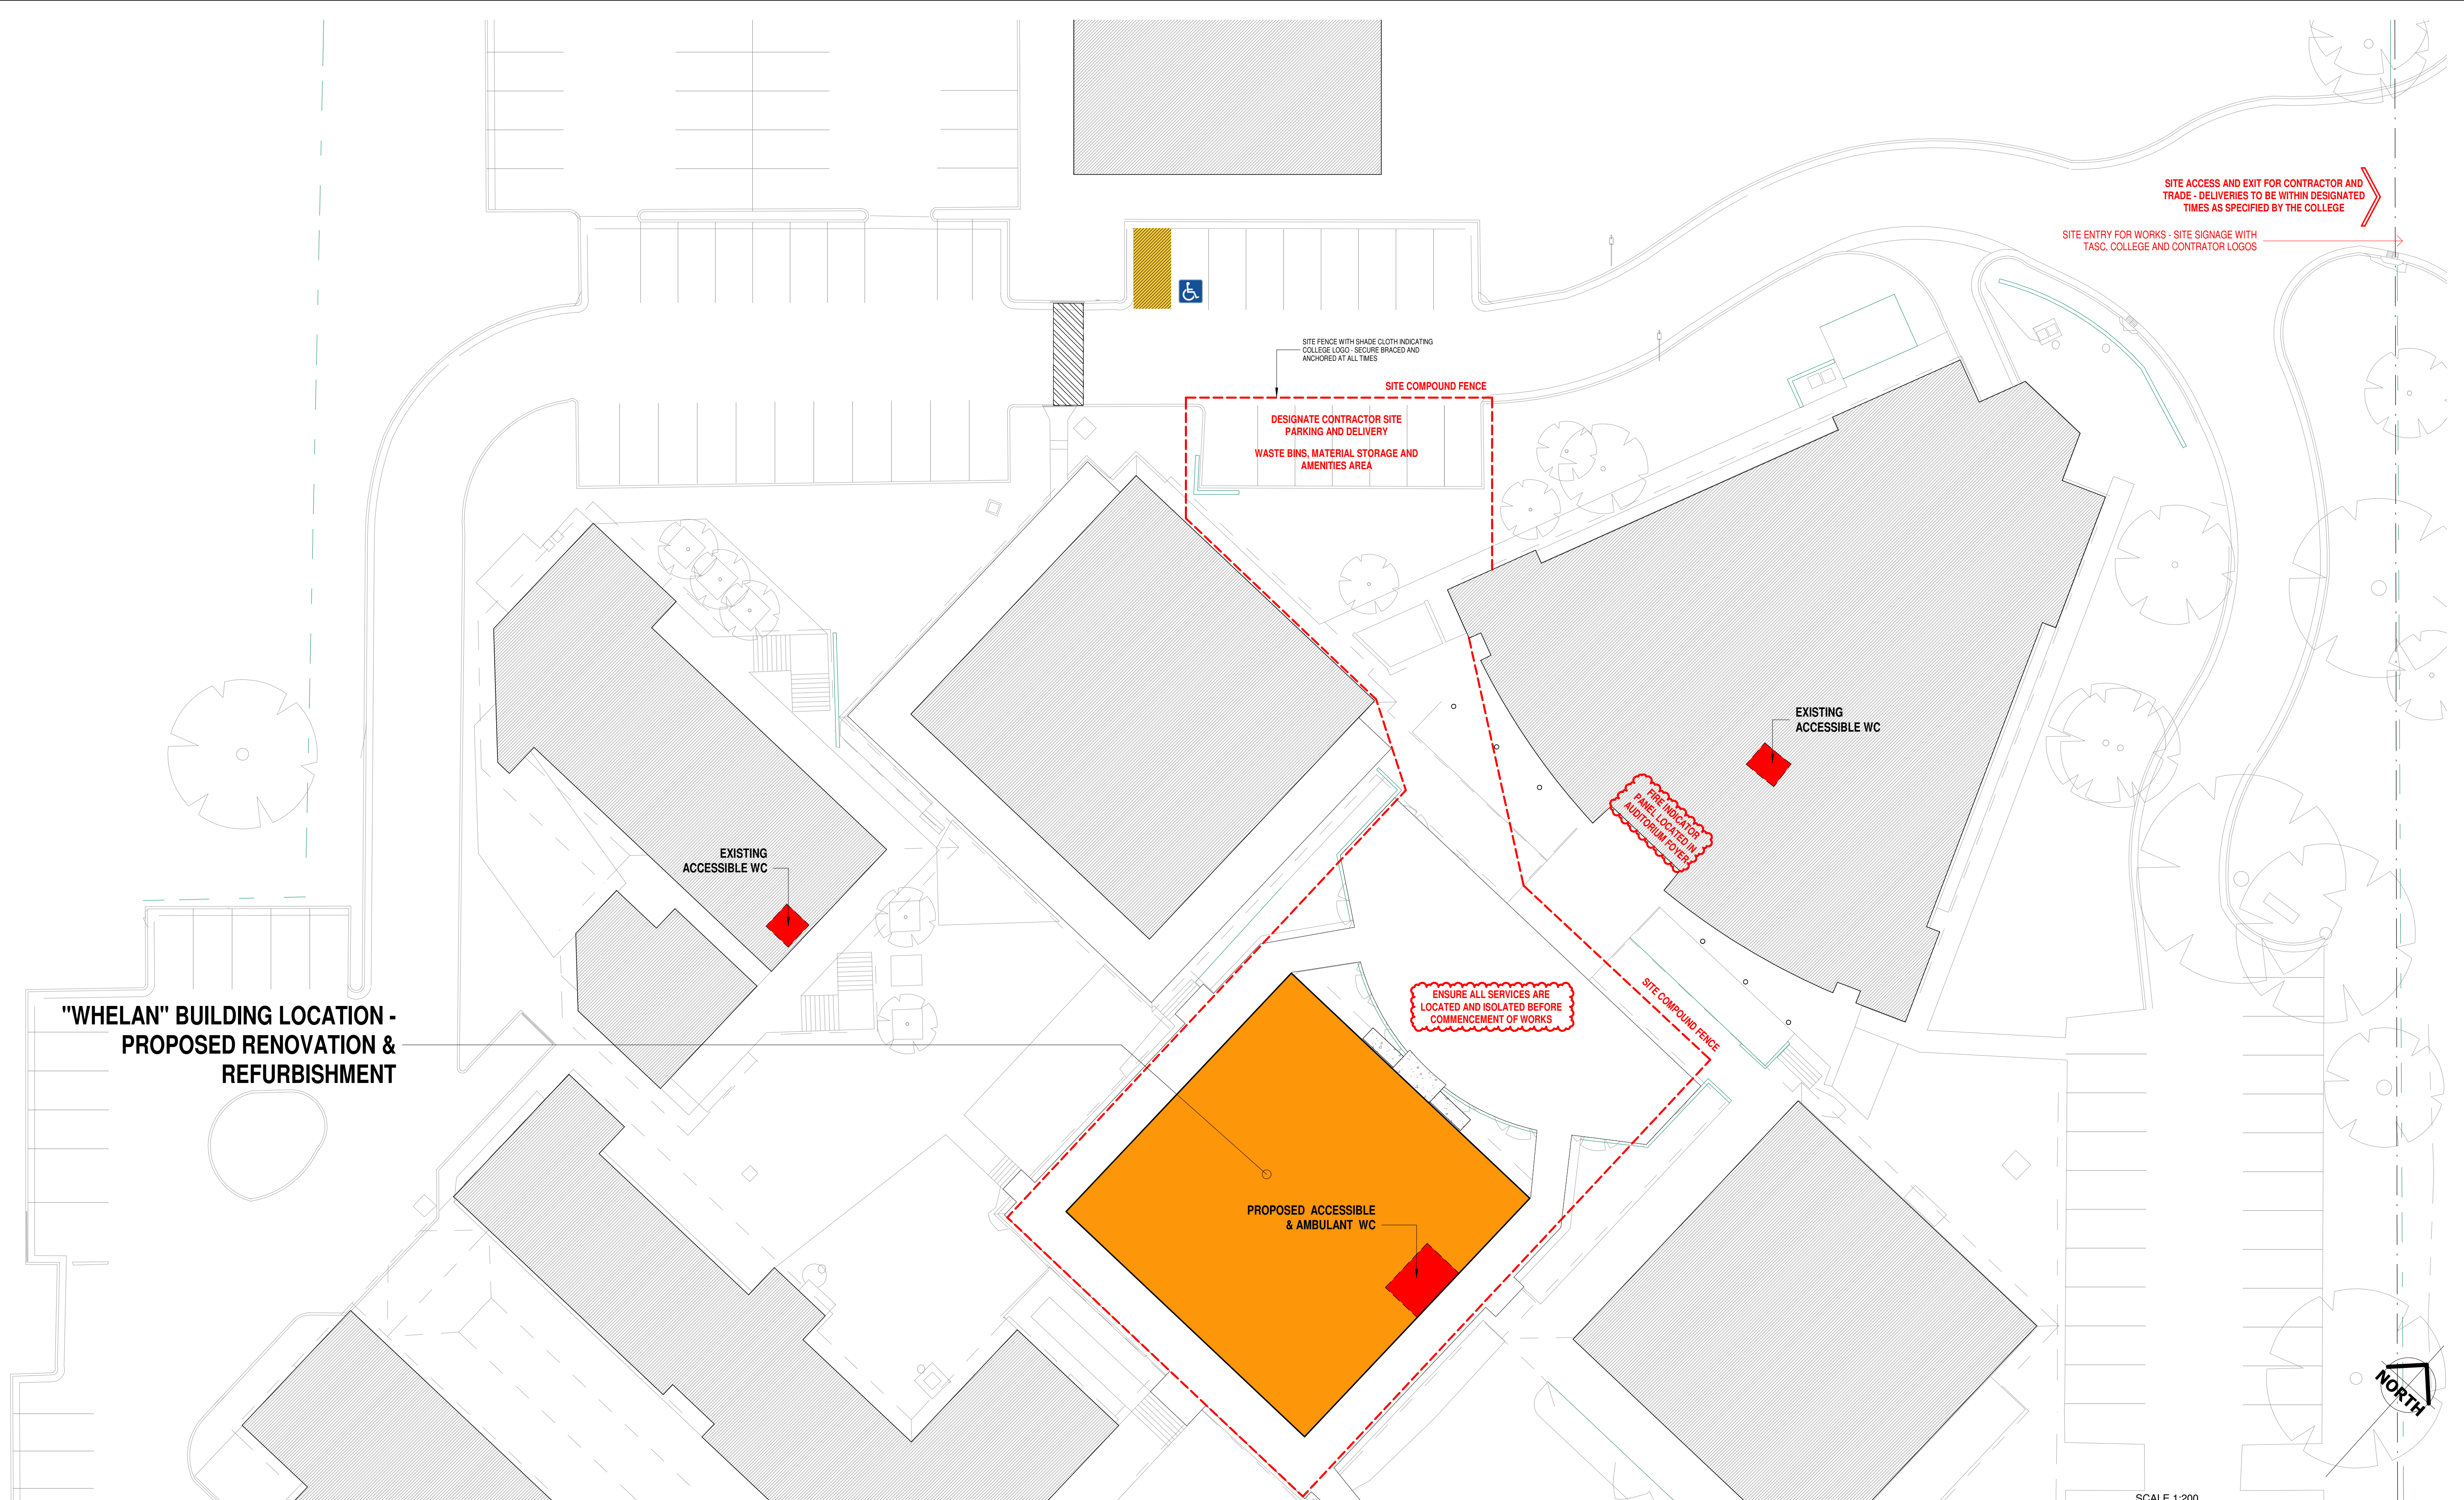 SITE ACCESS AND EXIT FOR CONTRACTOR AND
TRADE - DELIVERIES TO BE WITHIN DESIGNATED
TIMES AS SPECIFIED BY THE COLLEGE
SITE ENTRY FOR WORKS - SITE SIGNAGE WITH
TASC, COLLEGE AND CONTRATOR LOGOS
SITE FENCE WITH SHADE CLOTH INDICATING
COLLEGE LOGO - SECURE BRACED AND
ANCHORED AT ALL TIMES
SITE COMPOUND FENCE
DESIGNATE CONTRACTOR SITE
PARKING AND DELIVERY
WASTE BINS, MATERIAL STORAGE AND
AMENITIES AREA
EXISTING
ACCESSIBLE WC
FIRE INDICATOR
PANEL LOCATED IN
AUDITORIUM FOYER
EXISTING
ACCESSIBLE WC
ENSURE ALL SERVICES ARE
LOCATED AND ISOLATED BEFORE
COMMENCEMENT OF WORKS
SITE COMPOUND FENCE
"WHELAN" BUILDING LOCATION -
PROPOSED RENOVATION &
REFURBISHMENT
PROPOSED ACCESSIBLE
& AMBULANT WC
NORTH
SCALE 1:200